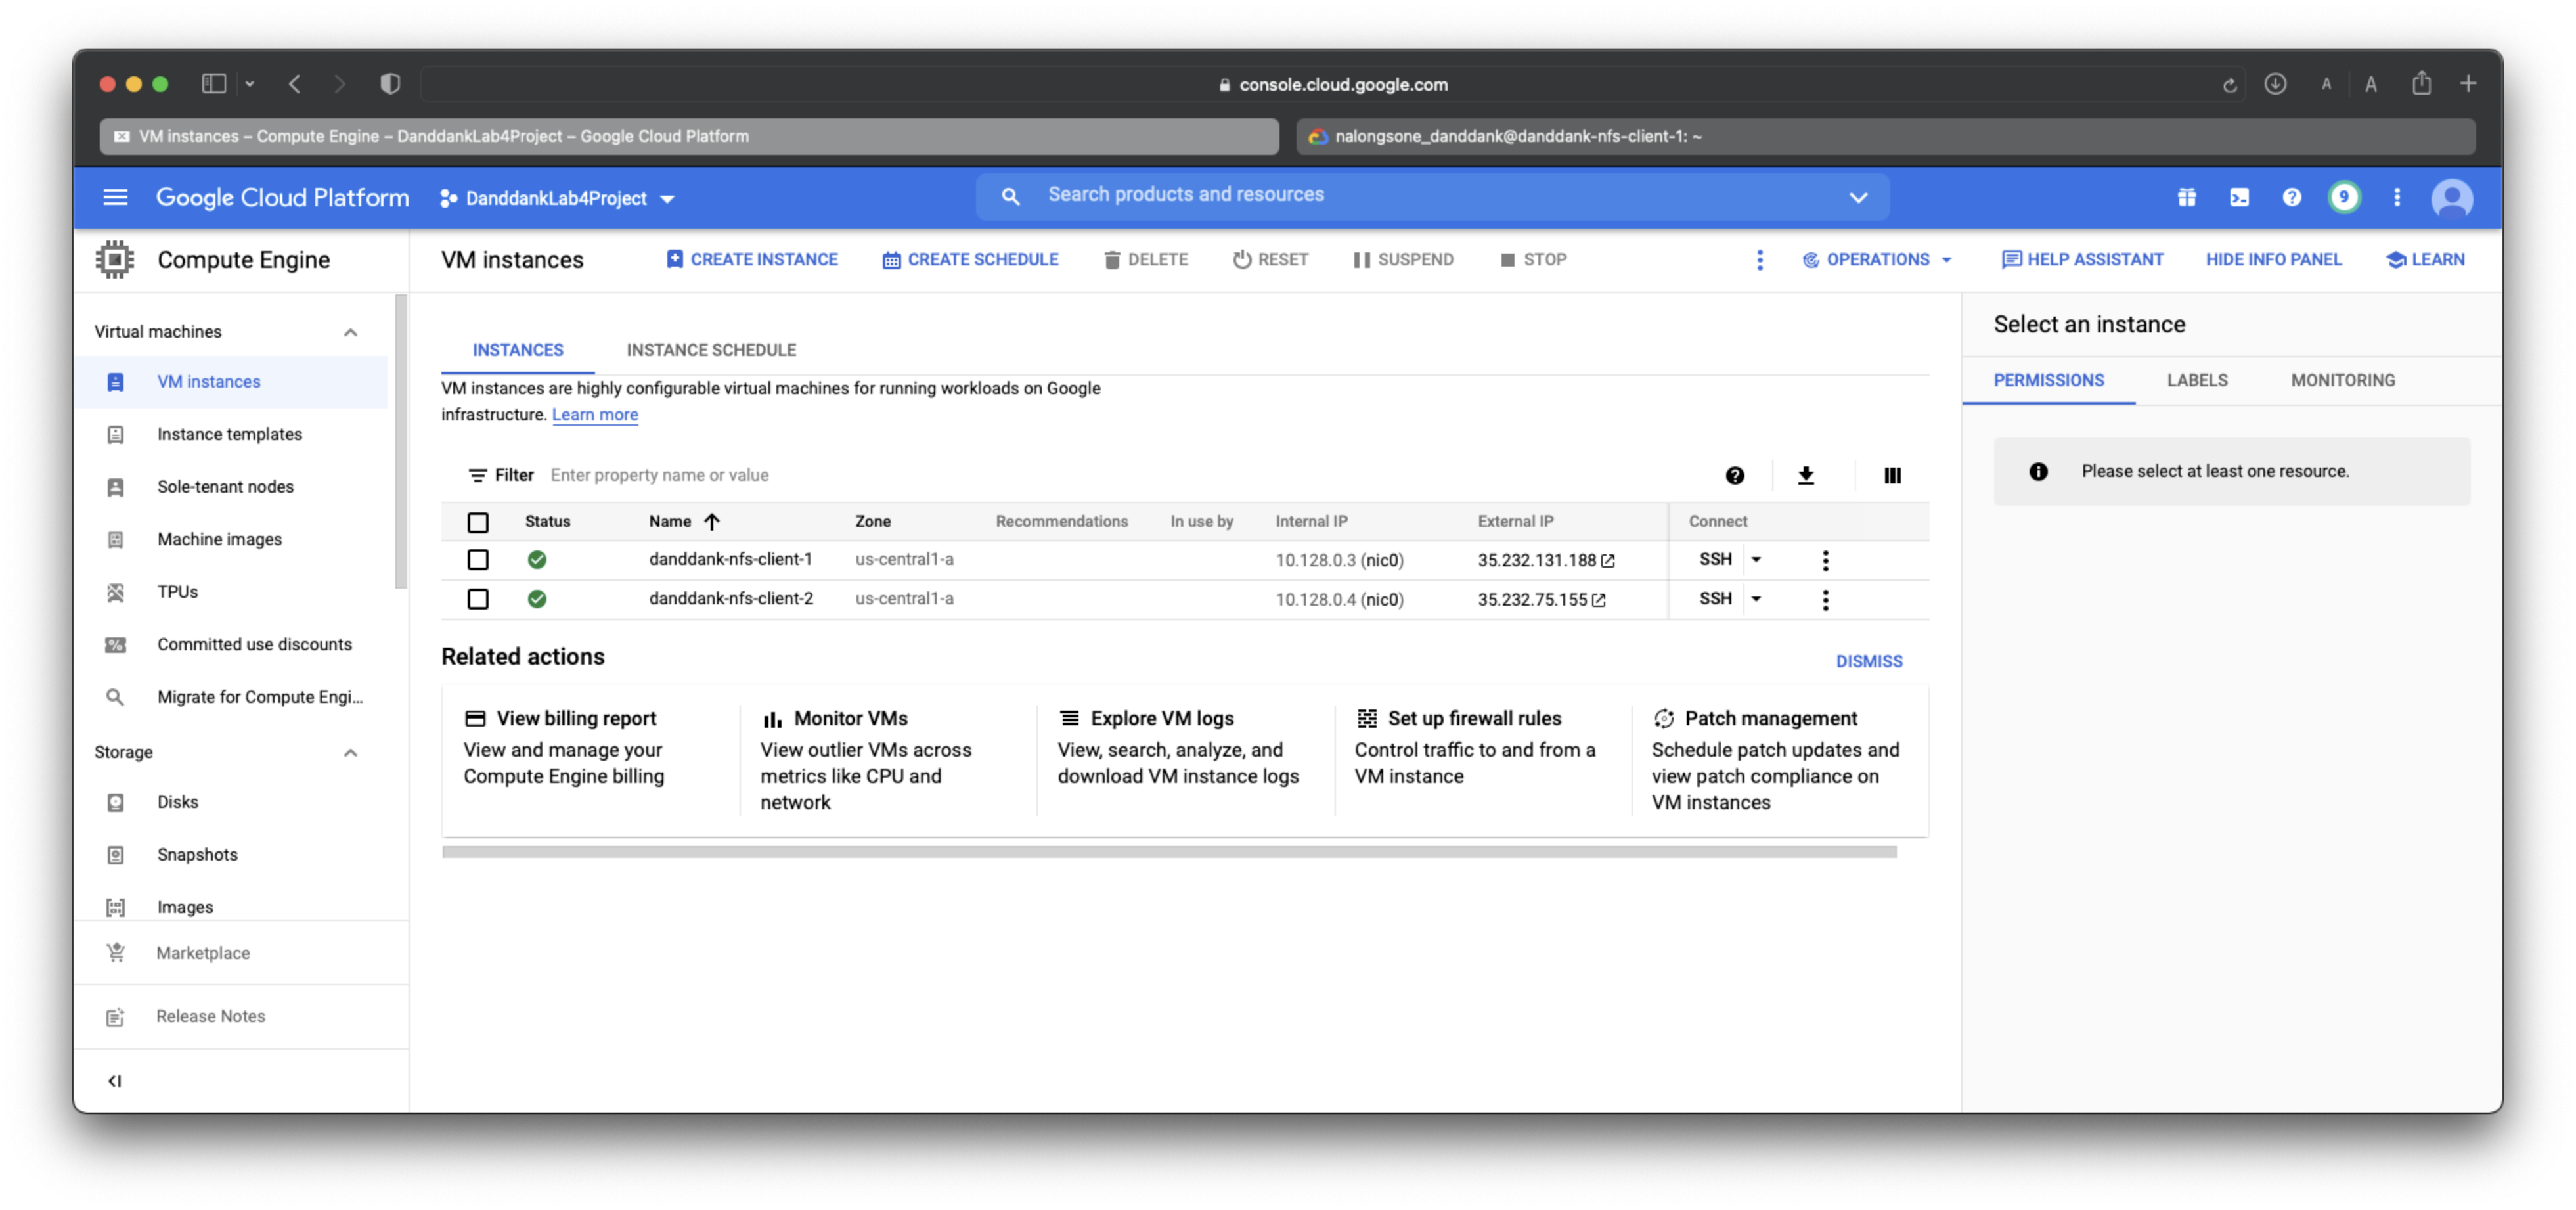 console.cloud.google.com
A
A
VM instances – Compute Engine – DanddankLab4Project – Google Cloud Platform
nalongsone_danddank@danddank-nfs-client-1: ~
Google Cloud Platform
DanddankLab4Project
Search products and resources
9
Compute Engine
VM instances
CREATE INSTANCE
CREATE SCHEDULE
DELETE
RESET
SUSPEND
STOP
OPERATIONS
HELP ASSISTANT
HIDE INFO PANEL
LEARN
Virtual machines
VM instances
Instance templates
Sole-tenant nodes
Machine images
TPUs
Committed use discounts
Migrate for Compute Engi...
Storage
Disks
Snapshots
Images
Marketplace
Release Notes
INSTANCES
INSTANCE SCHEDULE
VM instances are highly configurable virtual machines for running workloads on Google
infrastructure. Learn more
Filter Enter property name or value
Status Name Zone Recommendations In use by Internal IP External IP Connect
danddank-nfs-client-1 us-central1-a 10.128.0.3 (nic0) 35.232.131.188 SSH
danddank-nfs-client-2 us-central1-a 10.128.0.4 (nic0) 35.232.75.155 SSH
Related actions
DISMISS
View billing report
View and manage your
Compute Engine billing
Monitor VMs
View outlier VMs across
metrics like CPU and
network
Explore VM logs
View, search, analyze, and
download VM instance logs
Set up firewall rules
Control traffic to and from a
VM instance
Patch management
Schedule patch updates and
view patch compliance on
VM instances
Select an instance
PERMISSIONS
LABELS
MONITORING
Please select at least one resource.